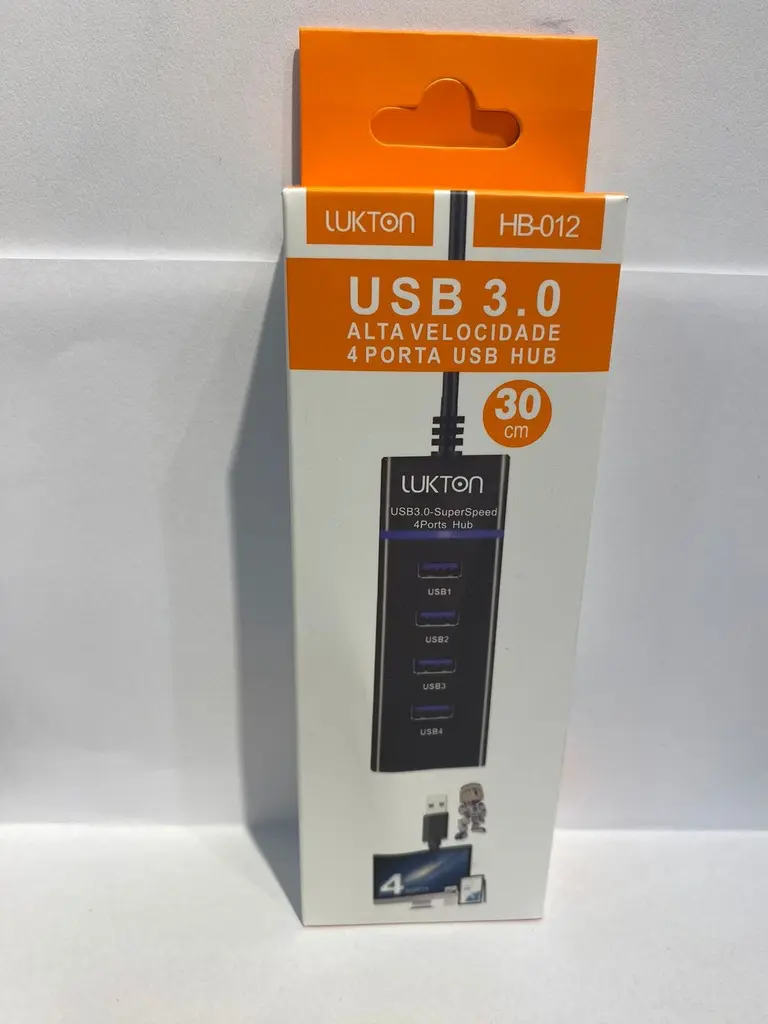 LUKTON
HB-012
USB 3.0
ALTA VELOCIDADE
4 PORTA USB HUB
30
cm
LUKTON
USB3.0-SuperSpeed
4Ports Hub
USB1
USB2
USB3
USB4
4